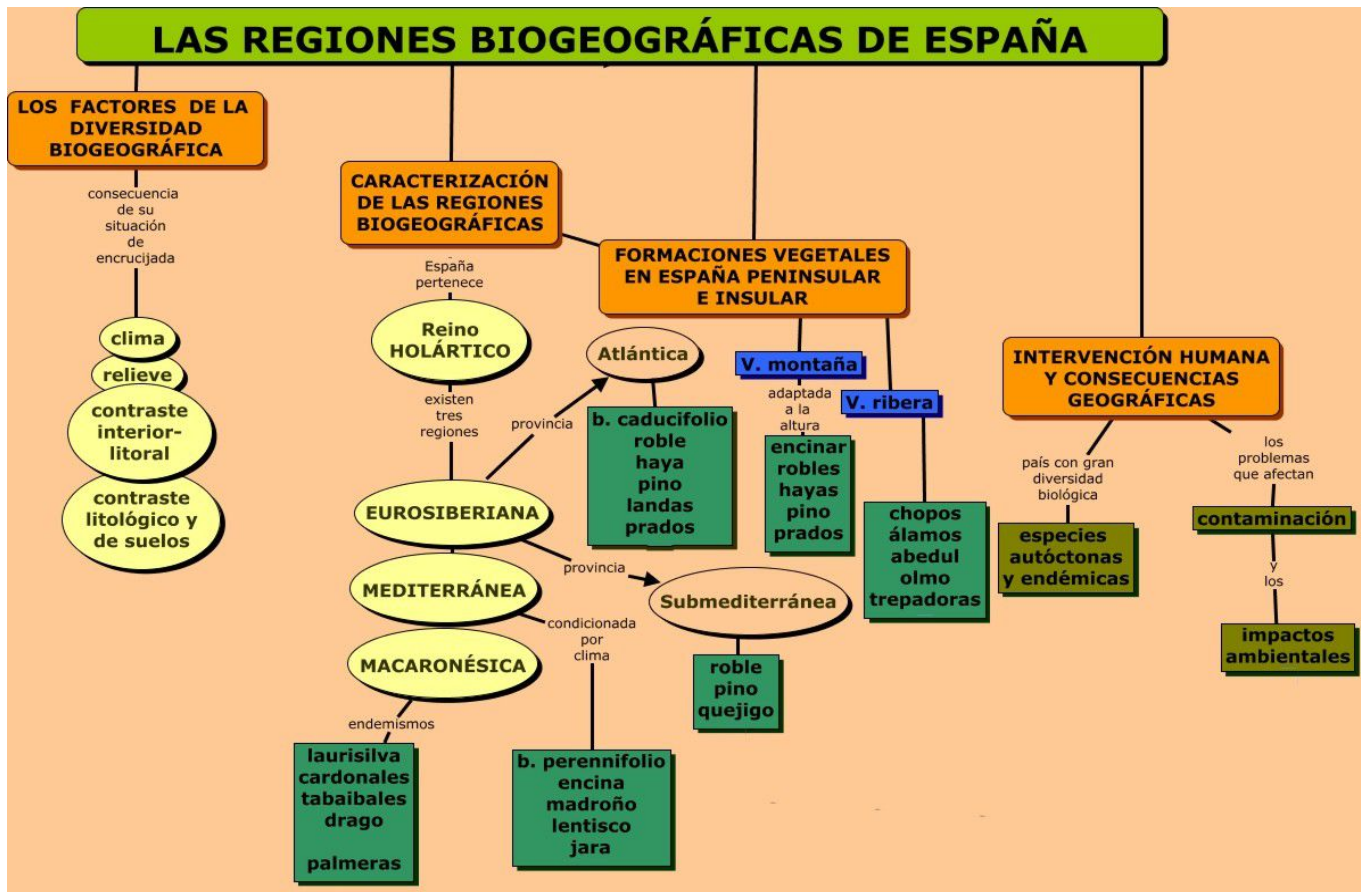 LAS REGIONES BIOGEOGRÁFICAS DE ESPAÑA
LOS FACTORES DE LA
DIVERSIDAD
BIOGEOGRÁFICA
consecuencia
de su
situación
de
encrucijada
clima
relieve
contraste
interior-
litoral
contraste
litológico y
de suelos
CARACTERIZACIÓN
DE LAS REGIONES
BIOGEOGRÁFICAS
España
pertenece
Reino
HOLÁRTICO
existen
tres
regiones
EUROSIBERIANA
MEDITERRÁNEA
MACARONÉSICA
endemismos
laurisilva
cardonales
tabaibales
drago
palmeras
condicionada
por
clima
b. perennifolio
encina
madroño
lentisco
jara
provincia
Atlántica
b. caducifolio
roble
haya
pino
landas
prados
provincia
Submediterránea
roble
pino
quejigo
FORMACIONES VEGETALES
EN ESPAÑA PENINSULAR
E INSULAR
V. montaña
adaptada
a la
altura
encinar
robles
hayas
pino
prados
V. ribera
chopos
álamos
abedul
olmo
trepadoras
INTERVENCIÓN HUMANA
Y CONSECUENCIAS
GEOGRÁFICAS
país con gran
diversidad
biológica
especies
autóctonas
y endémicas
los
problemas
que afectan
contaminación
y
los
impactos
ambientales